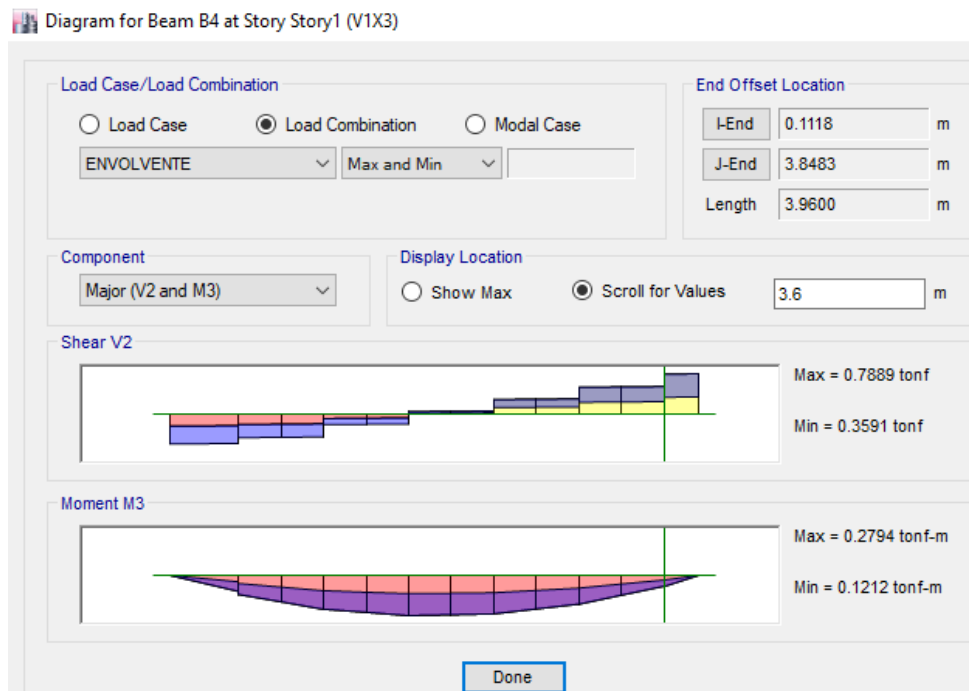 Diagram for Beam B4 at Story Story1 (V1X3)
Load Case/Load Combination
Load Case
Load Combination
Modal Case
ENVOLVENTE
Max and Min
End Offset Location
I-End
0.1118
m
J-End
3.8483
m
Length
3.9600
m
Component
Major (V2 and M3)
Display Location
Show Max
Scroll for Values
3.6
m
Shear V2
Max = 0.7889 tonf
Min = 0.3591 tonf
Moment M3
Max = 0.2794 tonf-m
Min = 0.1212 tonf-m
Done